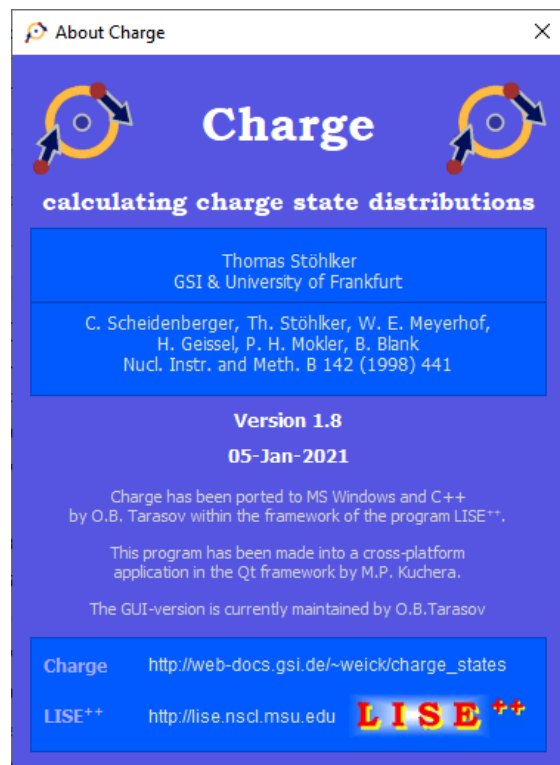 About Charge
Charge
calculating charge state distributions
Thomas Stöhlker
GSI & University of Frankfurt
C. Scheidenberger, Th. Stöhlker, W. E. Meyerhof,
H. Geissel, P. H. Mokler, B. Blank
Nucl. Instr. and Meth. B 142 (1998) 441
Version 1.8
05-Jan-2021
Charge has been ported to MS Windows and C++
by O.B. Tarasov within the framework of the program LISE⁺⁺.
This program has been made into a cross-platform
application in the Qt framework by M.P. Kuchera.
The GUI-version is currently maintained by O.B.Tarasov
Charge http://web-docs.gsi.de/~weick/charge_states
LISE⁺⁺ http://lise.nscl.msu.edu LISE⁺⁺